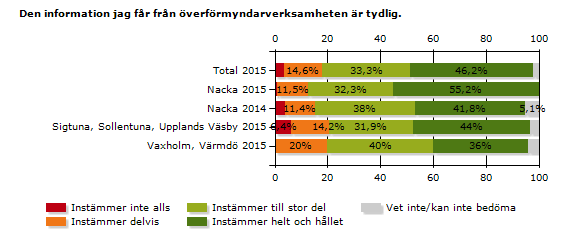 Den information jag får från överförmyndarverksamheten är tydlig.
0 20 40 60 80 100
Total 2015 14,6% 33,3% 46,2%
Nacka 2015 11,5% 32,3% 55,2%
Nacka 2014 11,4% 38% 41,8% 5,1%
Sigtuna, Sollentuna, Upplands Väsby 2015 14,2% 31,9% 44%
Vaxholm, Värmdö 2015 20% 40% 36%
0 20 40 60 80 100
Instämmer inte alls Instämmer till stor del Vet inte/kan inte bedöma
Instämmer delvis Instämmer helt och hållet